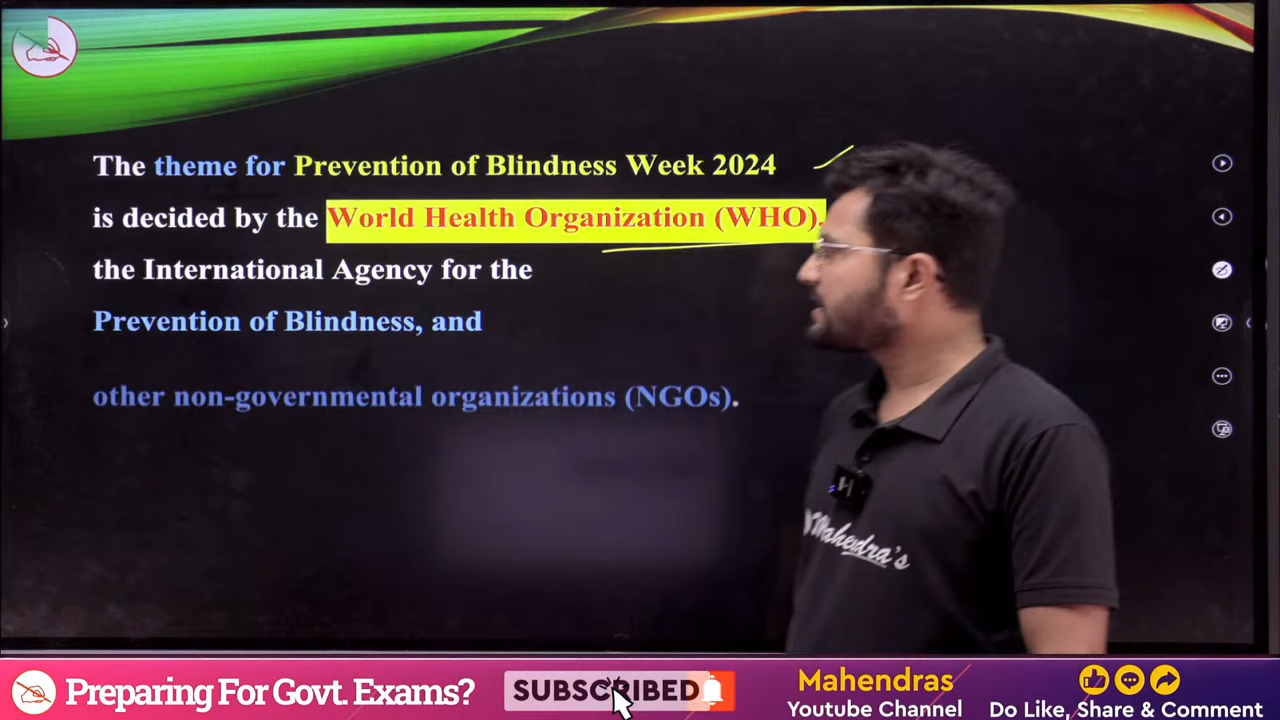 The theme for Prevention of Blindness Week 2024
is decided by the World Health Organization (WHO),
the International Agency for the
Prevention of Blindness, and
other non-governmental organizations (NGOs).
H
Mahendra's
Preparing For Govt. Exams?
SUBSCRIBED
Mahendras
Youtube Channel
Do Like, Share & Comment